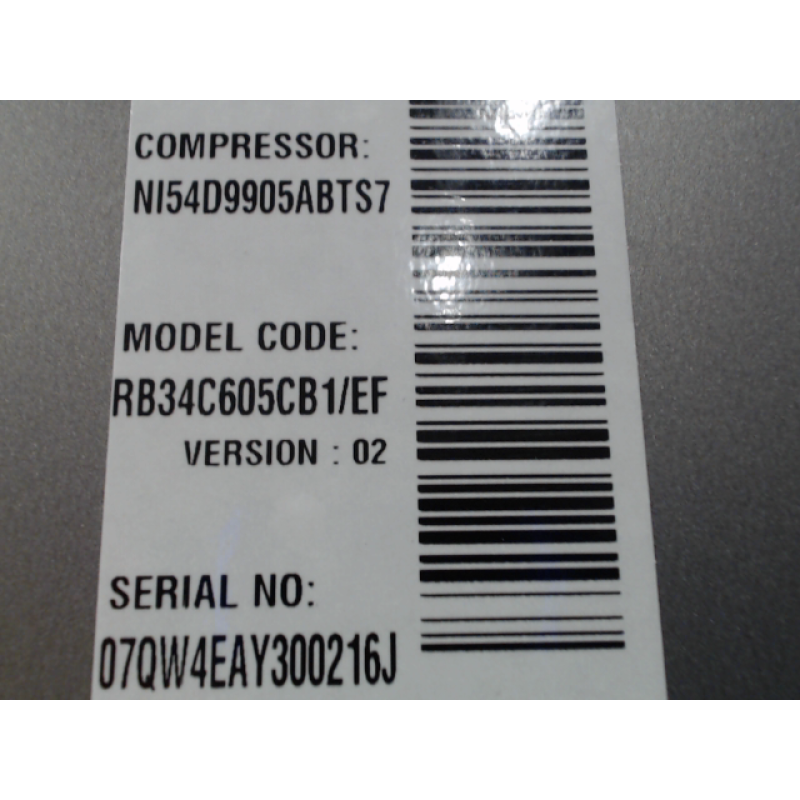 COMPRESSOR:
NI54D9905ABTS7
MODEL CODE:
RB34C605CB1/EF
VERSION : 02
SERIAL NO:
07QW4EAY300216J